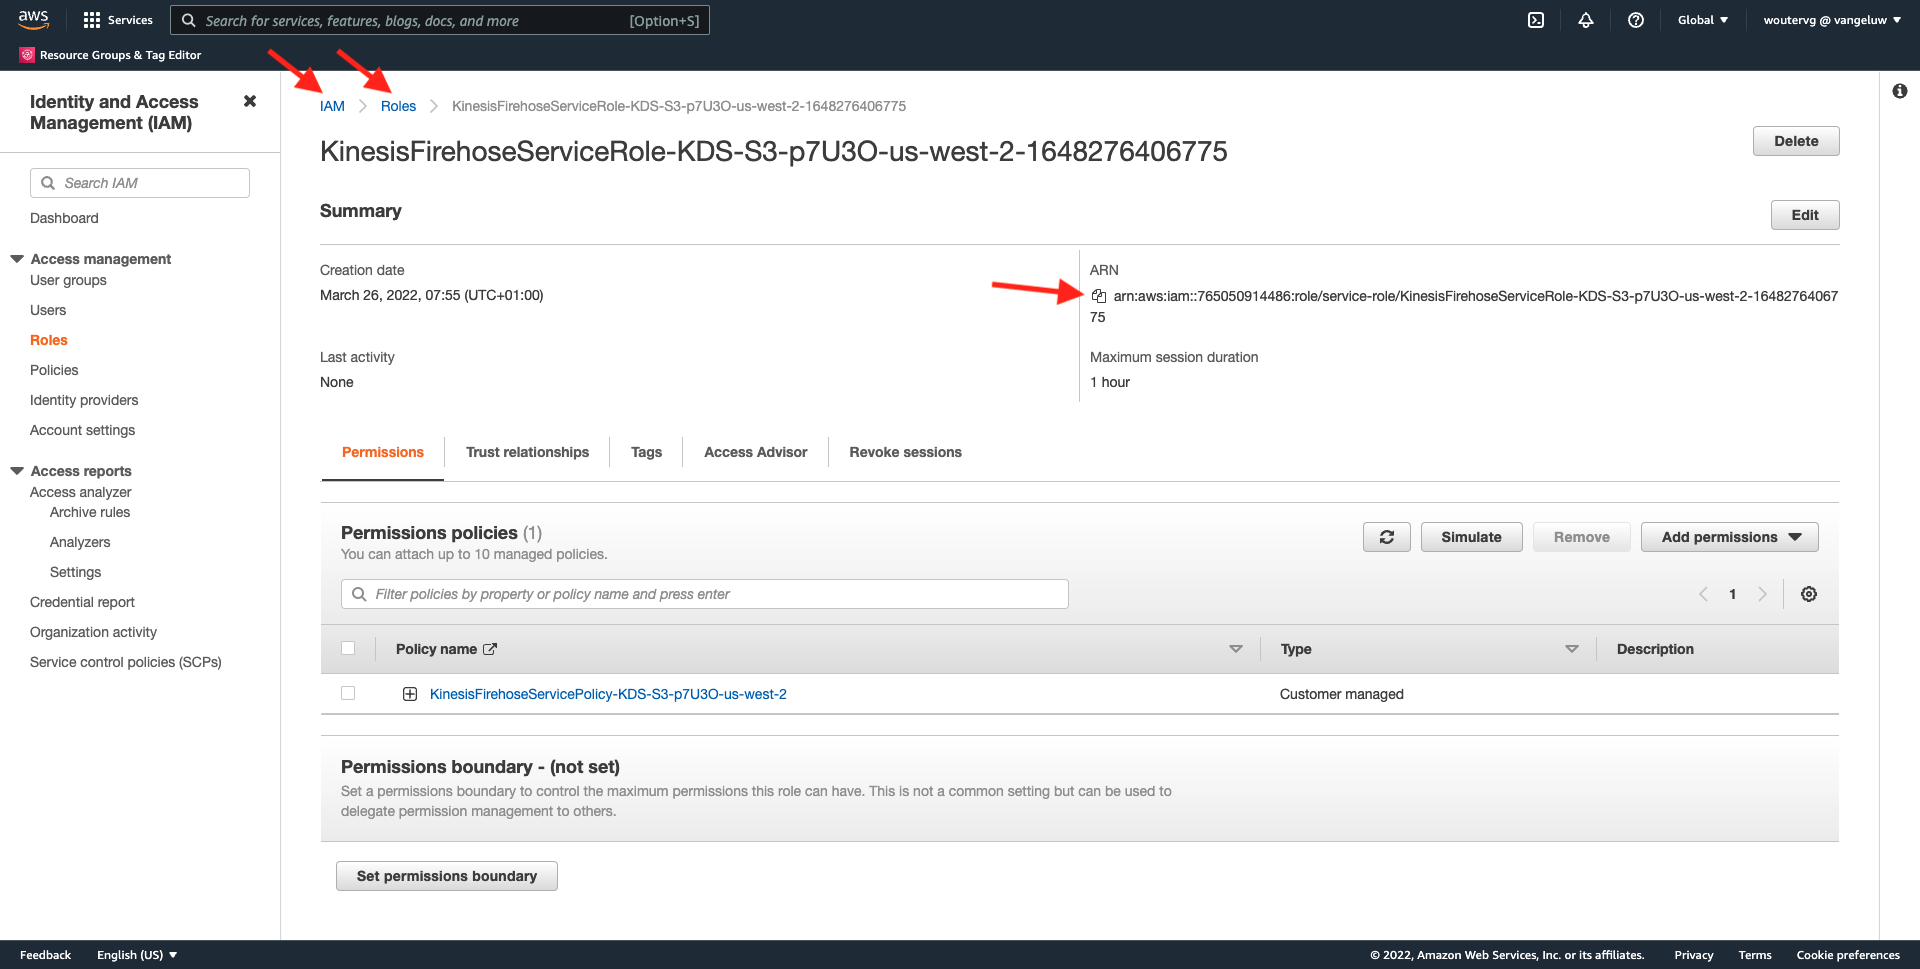 aws
Services
Search for services, features, blogs, docs, and more
[Option+S]
Global
woutervg @ vangeluw
Resource Groups & Tag Editor
Identity and Access
Management (IAM)
Search IAM
Dashboard
Access management
User groups
Users
Roles
Policies
Identity providers
Account settings
Access reports
Access analyzer
Archive rules
Analyzers
Settings
Credential report
Organization activity
Service control policies (SCPs)
IAM
Roles
KinesisFirehoseServiceRole-KDS-S3-p7U3O-us-west-2-1648276406775
KinesisFirehoseServiceRole-KDS-S3-p7U3O-us-west-2-1648276406775
Delete
Summary
Edit
Creation date
March 26, 2022, 07:55 (UTC+01:00)
ARN
arn:aws:iam::765050914486:role/service-role/KinesisFirehoseServiceRole-KDS-S3-p7U3O-us-west-2-16482764067
75
Last activity
None
Maximum session duration
1 hour
Permissions
Trust relationships
Tags
Access Advisor
Revoke sessions
Permissions policies (1)
You can attach up to 10 managed policies.
Simulate
Remove
Add permissions
Filter policies by property or policy name and press enter
1
Policy name
Type
Description
KinesisFirehoseServicePolicy-KDS-S3-p7U3O-us-west-2
Customer managed
Permissions boundary - (not set)
Set a permissions boundary to control the maximum permissions this role can have. This is not a common setting but can be used to
delegate permission management to others.
Set permissions boundary
Feedback
English (US)
© 2022, Amazon Web Services, Inc. or its affiliates.
Privacy
Terms
Cookie preferences